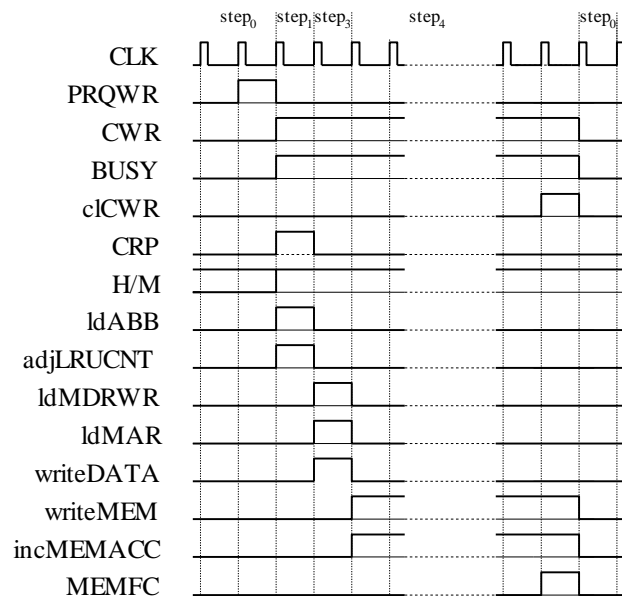 step₀ step₁ step₃ step₄ step₀
CLK
PRQWR
CWR
BUSY
clCWR
CRP
H/M
ldABB
adjLRUCNT
ldMDRWR
ldMAR
writeDATA
writeMEM
incMEMACC
MEMFC